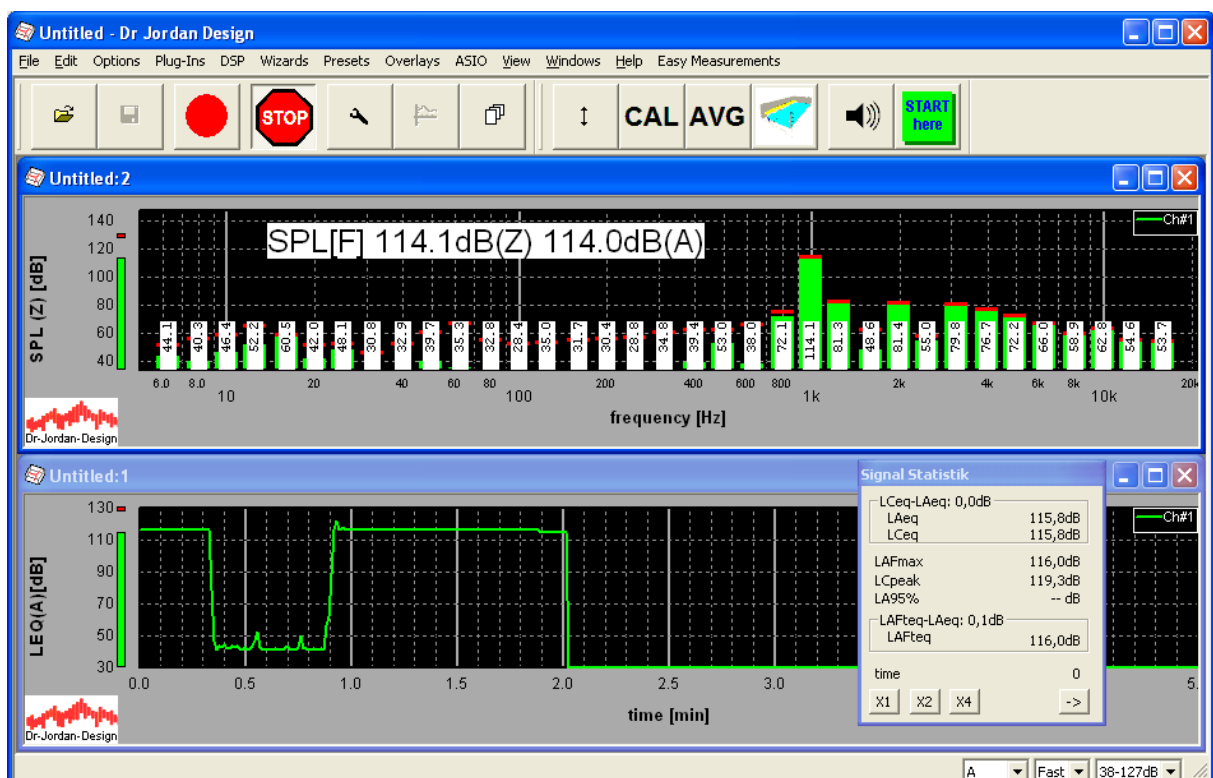 Untitled - Dr Jordan Design
File Edit Options Plug-Ins DSP Wizards Presets Overlays ASIO View Windows Help Easy Measurements
STOP CAL AVG START here
Untitled:2
SPL[F] 114.1dB(Z) 114.0dB(A)
Ch#1
SPL (Z) [dB]
140
120
100
80
60
40
44.1 40.3 46.4 60.5 42.0 48.1 30.8 32.9 39.7 35.3 28.4 35.0 31.7 30.4 28.8 34.8 39.4 53.0 38.0 72.1 114.1 81.3 81.4 55.0 79.8 76.7 72.2 66.0 54.6 53.7
6.0 8.0 20 40 60 80 200 400 600 800 2k 4k 6k 8k 20k
10 100 1k 10k
frequency [Hz]
Dr-Jordan-Design
Untitled:1
Ch#1
LEQ(A)[dB]
130
110
90
70
50
30
0.0 0.5 1.0 1.5 2.0 2.5 3.0 5.
time [min]
Dr-Jordan-Design
Signal Statistik
LCeq-LAeq: 0,0dB
LAeq 115,8dB
LCeq 115,8dB
LAFmax 116,0dB
LCpeak 119,3dB
LA95% -- dB
LAFteq-LAeq: 0,1dB
LAFteq 116,0dB
time 0
X1 X2 X4 ->
A Fast 38-127dB